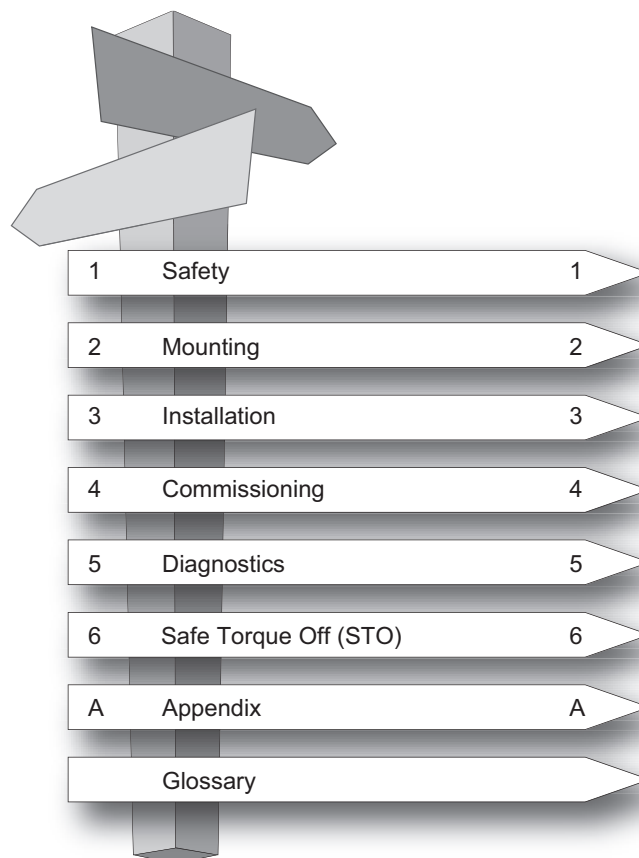 1 Safety 1
2 Mounting 2
3 Installation 3
4 Commissioning 4
5 Diagnostics 5
6 Safe Torque Off (STO) 6
A Appendix A
Glossary